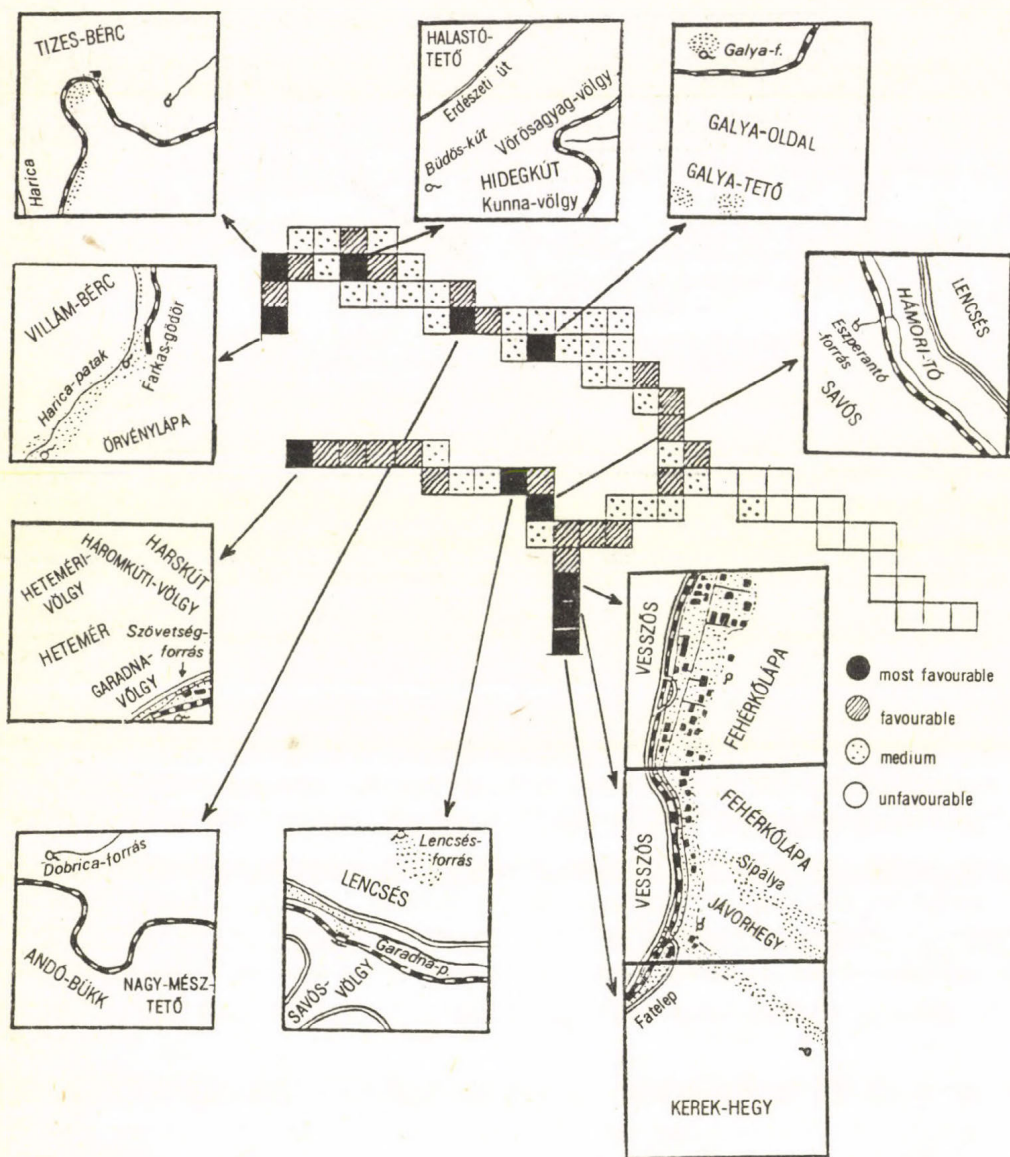 TIZES-BÉRC
Harica
HALASTÓ-
TETŐ
Erdészeti út
Vörösagyag-völgy
Büdös-kút
HIDEGKÚT
Kunna-völgy
Galya-f.
GALYA-OLDAL
GALYA-TETŐ
VILLÁM-BÉRC
Farkas-gödör
Harica-patak
ÖRVÉNYLÁPA
LENCSÉS
HÁMORI-TÓ
Eszperantó
-forrás
SAVÓS
HARSKÚT
HÁROMKÚTI-VÖLGY
HETEMÉRI-
VÖLGY
HETEMÉR
Szövetség-
forrás
GARADNA-
VÖLGY
VESSZŐS
FEHÉRKŐLÁPA
most favourable
favourable
medium
unfavourable
VESSZŐS
FEHÉRKŐLÁPA
Sipalya
JÁVORHEGY
Fatelep
KEREK-HEGY
Dobrica-forrás
ANDÓ-BÜKK
NAGY-MÉSZ-
TETŐ
Lencsés-
forrás
LENCSÉS
Garadna-p.
SAVÓS-
VÖLGY